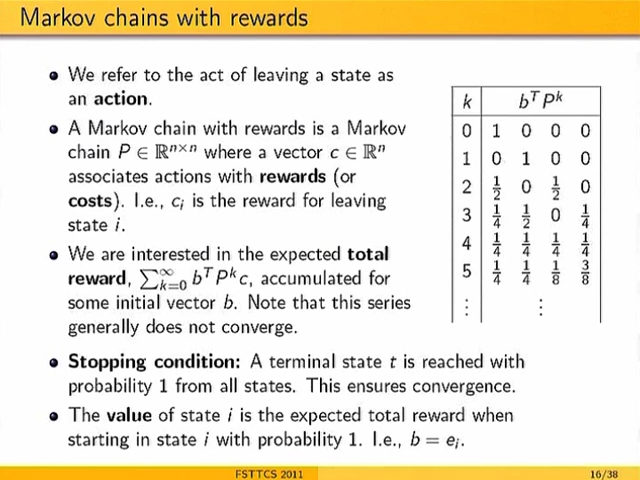 Markov chains with rewards
• We refer to the act of leaving a state as
an action.
• A Markov chain with rewards is a Markov
chain P ∈ ℝⁿˣⁿ where a vector c ∈ ℝⁿ
associates actions with rewards (or
costs). I.e., cᵢ is the reward for leaving
state i.
• We are interested in the expected total
reward, ∑_{k=0}^{∞} bᵀPᵏc, accumulated for
some initial vector b. Note that this series
generally does not converge.
k bᵀPᵏ
0 1 0 0 0
1 0 1 0 0
2 1/2 0 1/2 0
3 1/4 1/2 0 1/4
4 1/4 1/4 1/4 1/4
5 1/4 1/4 1/8 3/8
⋮ ⋮
• Stopping condition: A terminal state t is reached with
probability 1 from all states. This ensures convergence.
• The value of state i is the expected total reward when
starting in state i with probability 1. I.e., b = eᵢ.
FSTTCS 2011 16/38